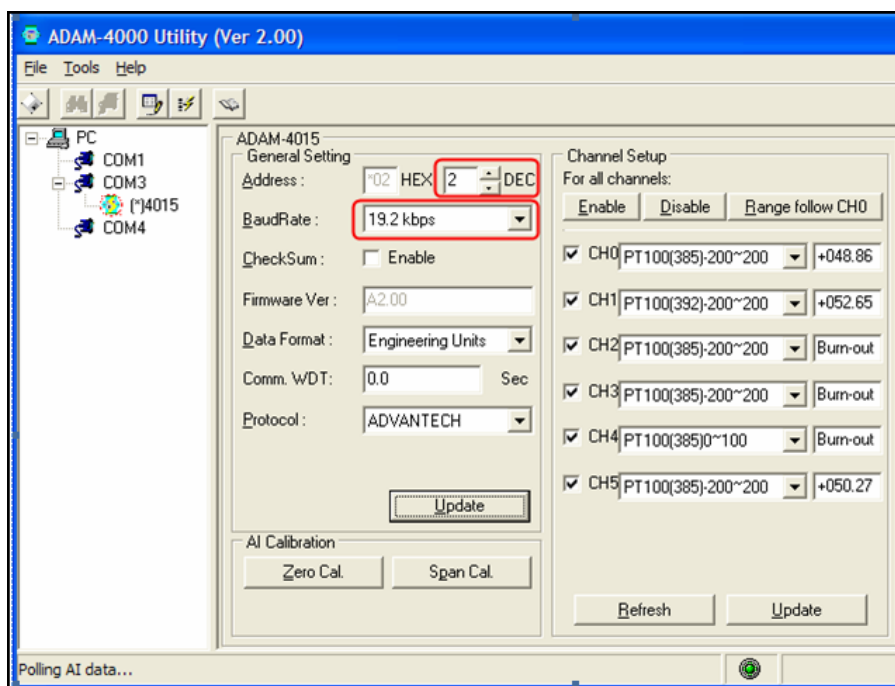 ADAM-4000 Utility (Ver 2.00)
File Tools Help
PC
COM1
COM3
(*)4015
COM4
ADAM-4015
General Setting
Address : *02 HEX 2 DEC
BaudRate : 19.2 kbps
CheckSum : Enable
Firmware Ver : A2.00
Data Format : Engineering Units
Comm. WDT: 0.0 Sec
Protocol : ADVANTECH
Update
AI Calibration
Zero Cal. Span Cal.
Channel Setup
For all channels:
Enable Disable Range follow CH0
CH0 PT100(385)-200~200 +048.86
CH1 PT100(392)-200~200 +052.65
CH2 PT100(385)-200~200 Burn-out
CH3 PT100(385)-200~200 Burn-out
CH4 PT100(385)0~100 Burn-out
CH5 PT100(385)-200~200 +050.27
Refresh Update
Polling AI data...